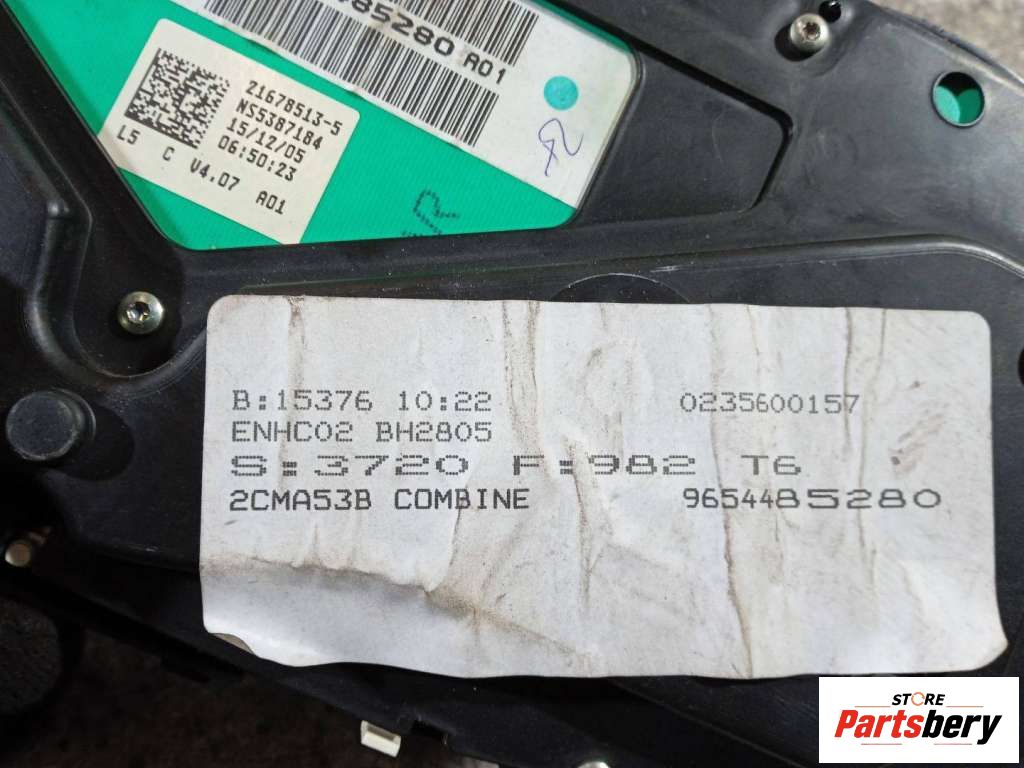 85280 A01
21678513-5
NS5387184
15/12/05
06:50:23
L5 C V4.07 A01
B:15376 10:22 0235600157
ENHC02 BH2805
S:3720 F:982 T6
2CMA53B COMBINE 9654485280
STORE
Partsbery